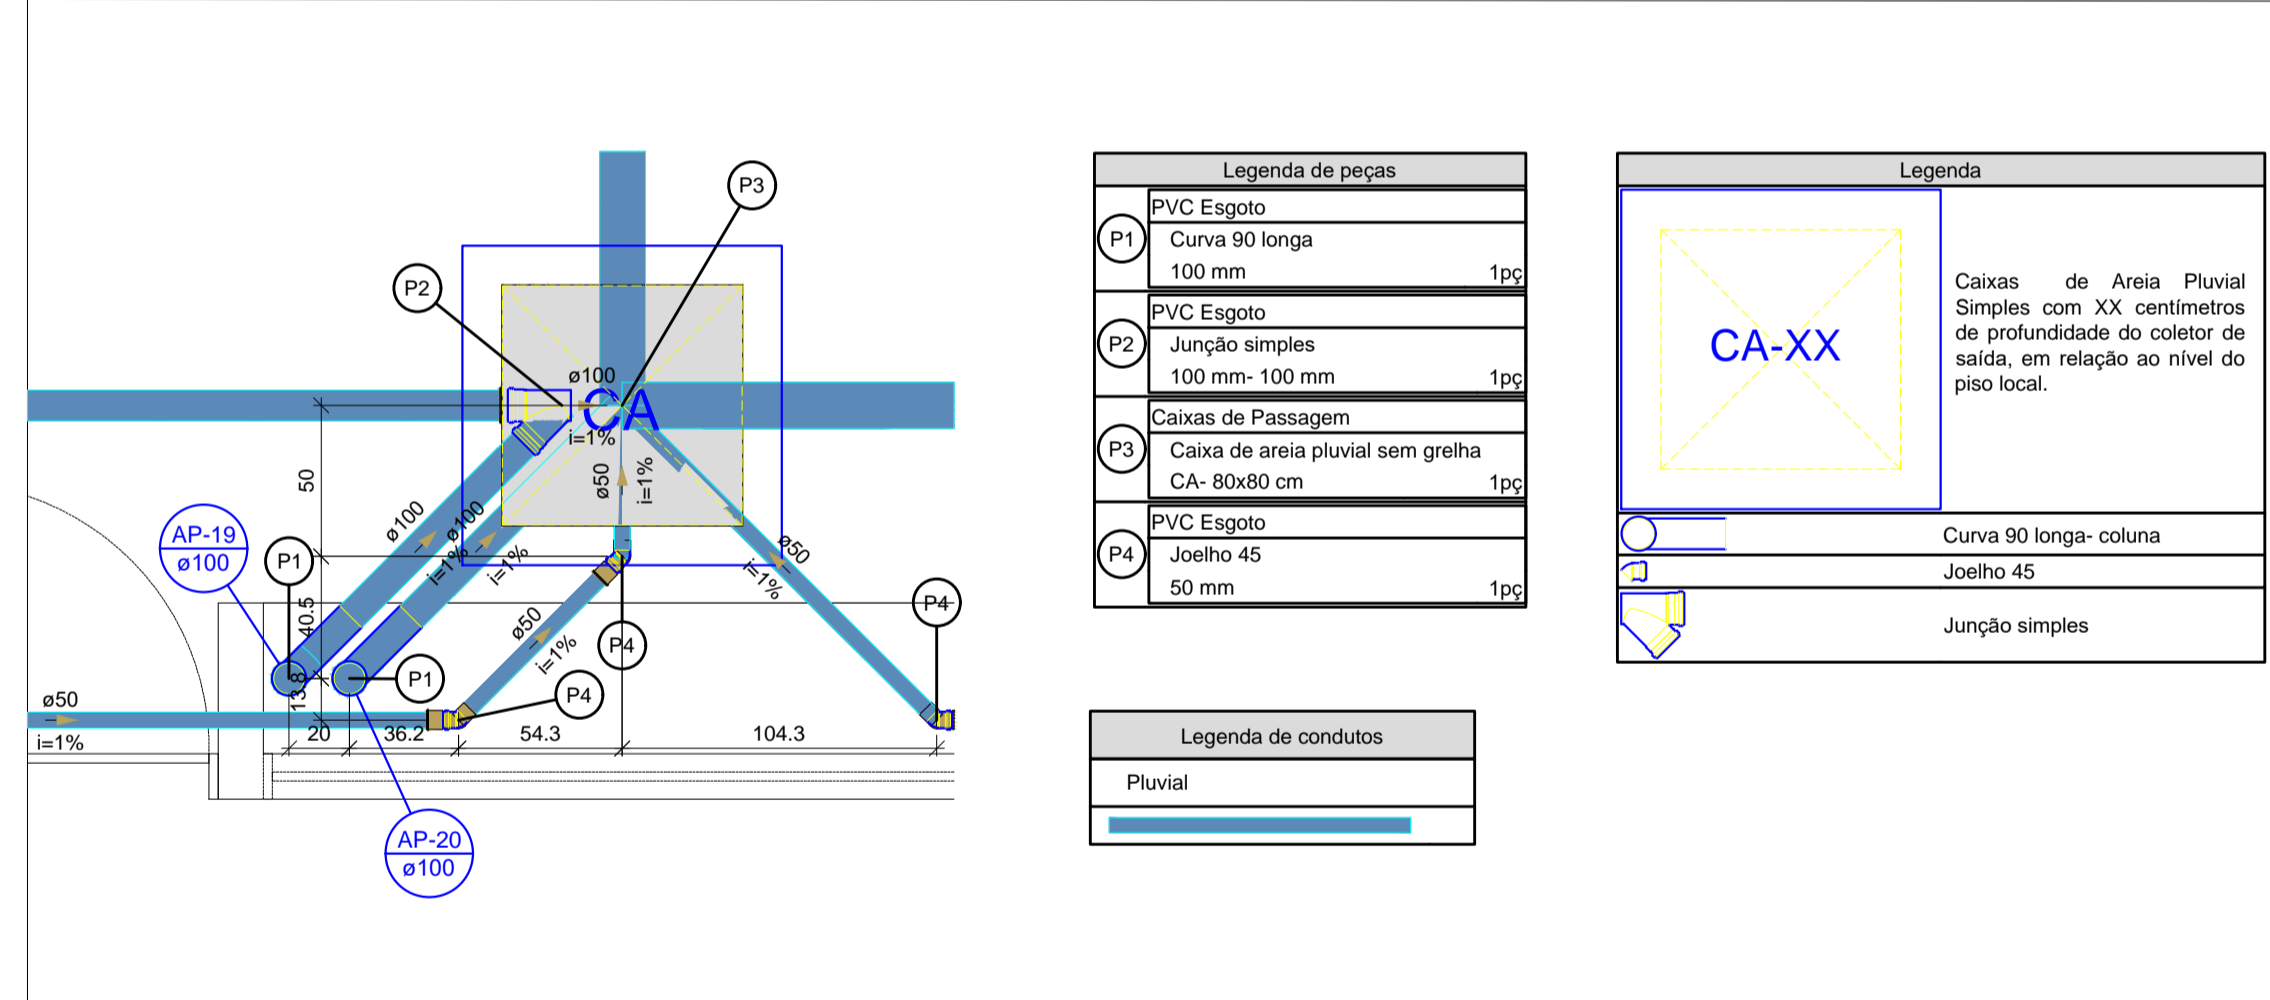 P3
P2
ø100
CA
i=1%
50
ø50
i=1%
ø100
ø100
i=1%
i=1%
AP-19
ø100
P1
40.5
13.8
P1
ø50
i=1%
P4
P4
ø50
i=1%
P4
ø50
i=1%
20
36.2
54.3
104.3
AP-20
ø100
Legenda de peças
P1
PVC Esgoto
Curva 90 longa
100 mm 1pç
P2
PVC Esgoto
Junção simples
100 mm- 100 mm 1pç
P3
Caixas de Passagem
Caixa de areia pluvial sem grelha
CA- 80x80 cm 1pç
P4
PVC Esgoto
Joelho 45
50 mm 1pç
Legenda de condutos
Pluvial
Legenda
CA-XX
Caixas de Areia Pluvial
Simples com XX centímetros
de profundidade do coletor de
saída, em relação ao nível do
piso local.
Curva 90 longa- coluna
Joelho 45
Junção simples